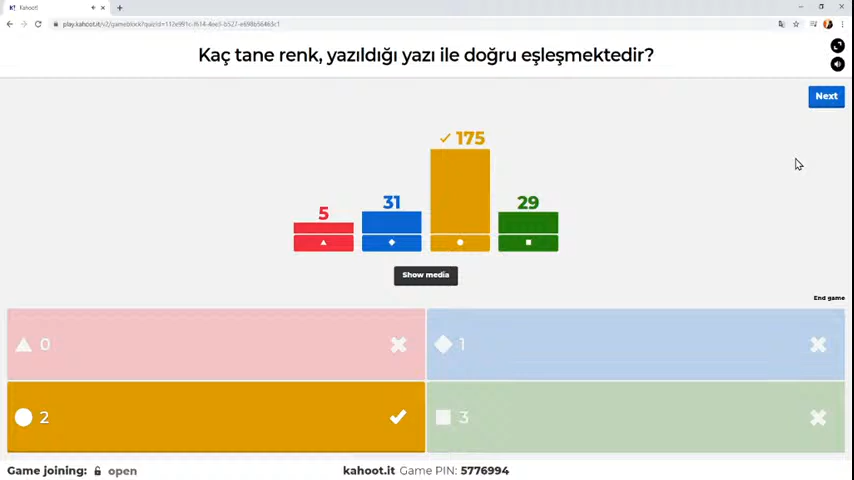 Kahoot!
play.kahoot.it/v2/gameblock?quizId=
Kaç tane renk, yazıldığı yazı ile doğru eşleşmektedir?
Next
175
31
29
5
Show media
End game
0
1
2
3
Game joining: open
kahoot.it Game PIN: 5776994